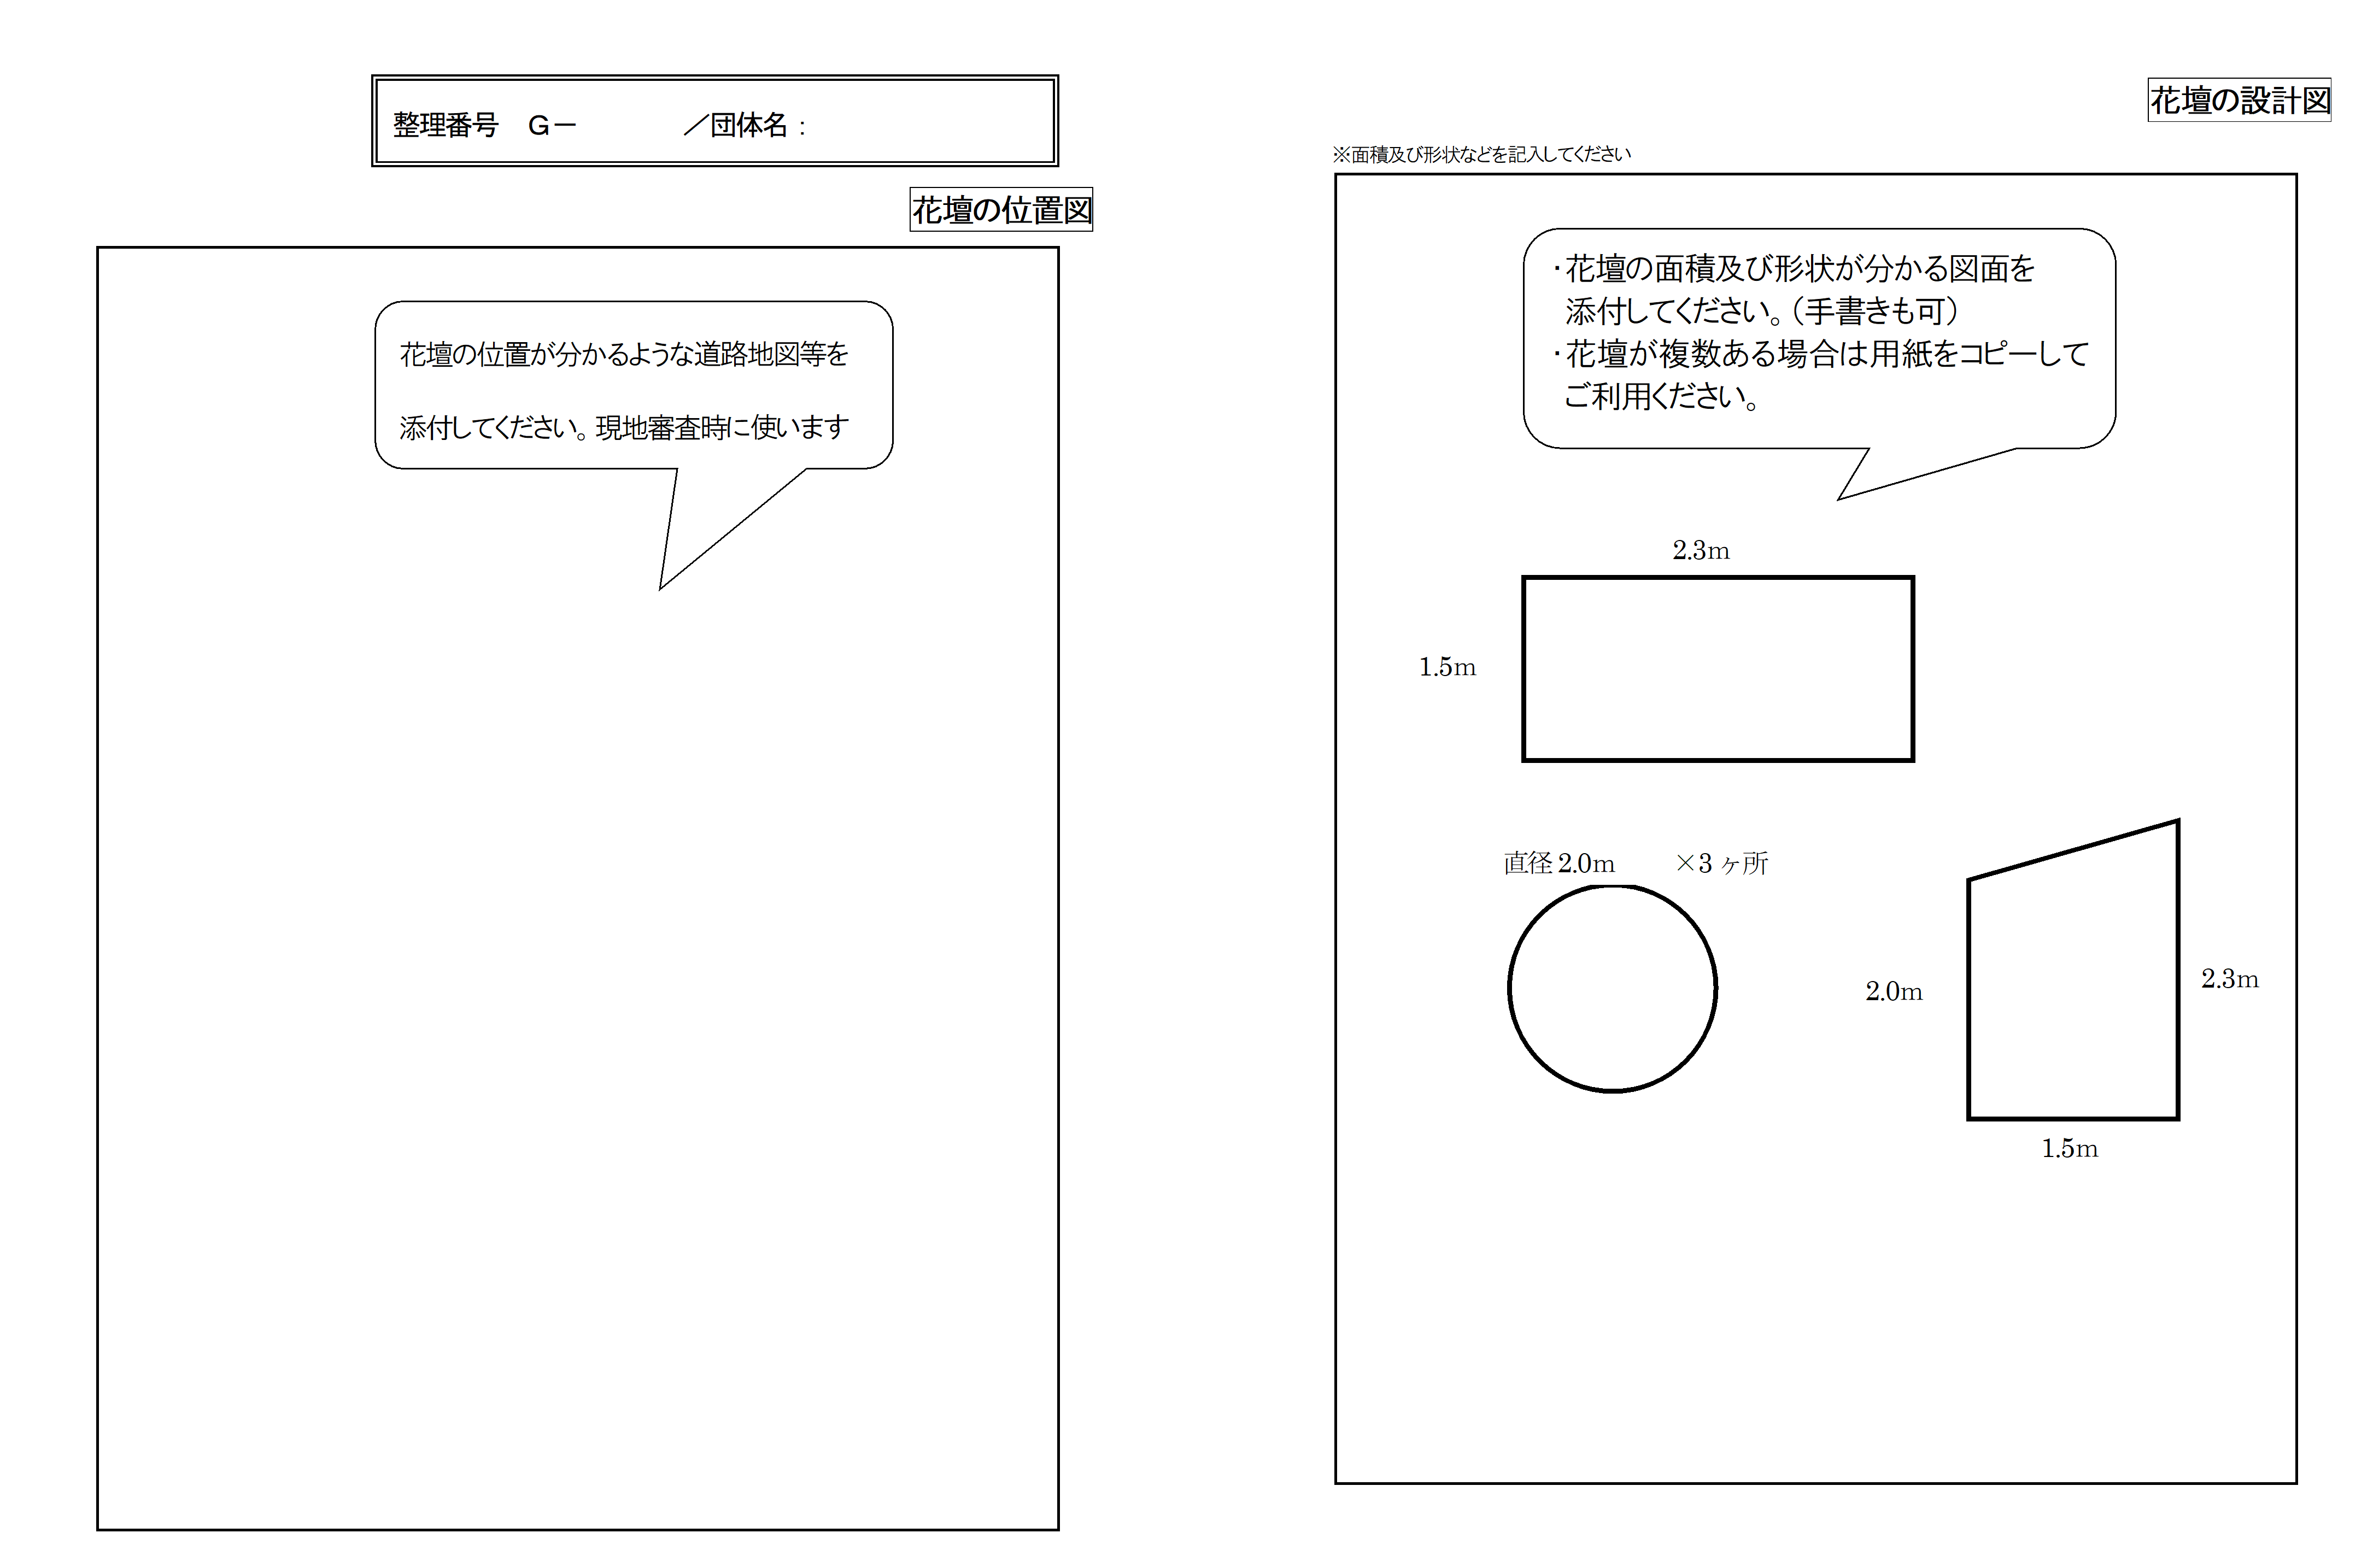 整理番号　G－　　　　／団体名：
花壇の位置図
花壇の位置が分かるような道路地図等を
添付してください。現地審査時に使います
花壇の設計図
※面積及び形状などを記入してください
・花壇の面積及び形状が分かる図面を
添付してください。（手書きも可）
・花壇が複数ある場合は用紙をコピーして
ご利用ください。
2.3m
1.5m
直径 2.0m　　×3 ヶ所
2.0m
2.3m
1.5m